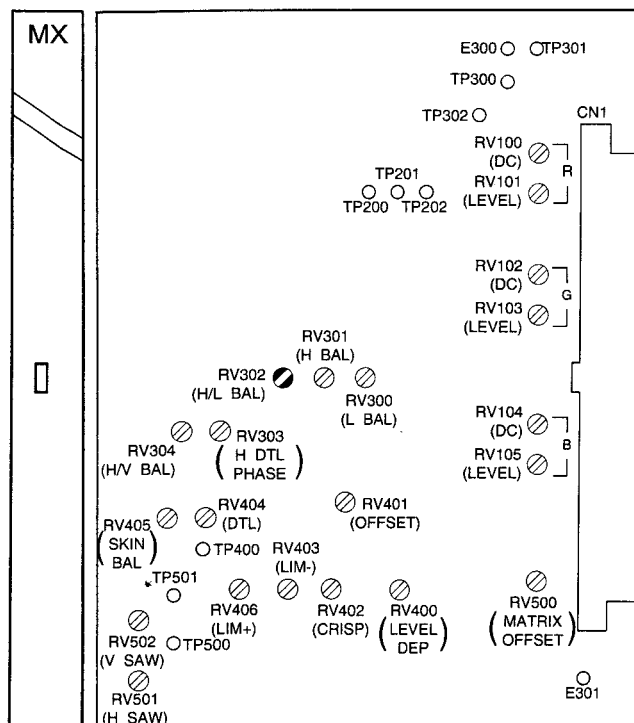 MX
E300
TP301
TP300
TP302
CN1
RV100
(DC)
R
RV101
(LEVEL)
TP201
TP200
TP202
RV102
(DC)
G
RV103
(LEVEL)
RV301
(H BAL)
RV302
(H/L BAL)
RV300
(L BAL)
RV104
(DC)
B
RV105
(LEVEL)
RV304
(H/V BAL)
RV303
(H DTL
PHASE)
RV404
(DTL)
RV401
(OFFSET)
RV405
(SKIN
BAL)
TP400
RV403
(LIM-)
TP501
RV406
(LIM+)
RV402
(CRISP)
RV400
(LEVEL
DEP)
RV500
(MATRIX
OFFSET)
RV502
(V SAW)
TP500
RV501
(H SAW)
E301